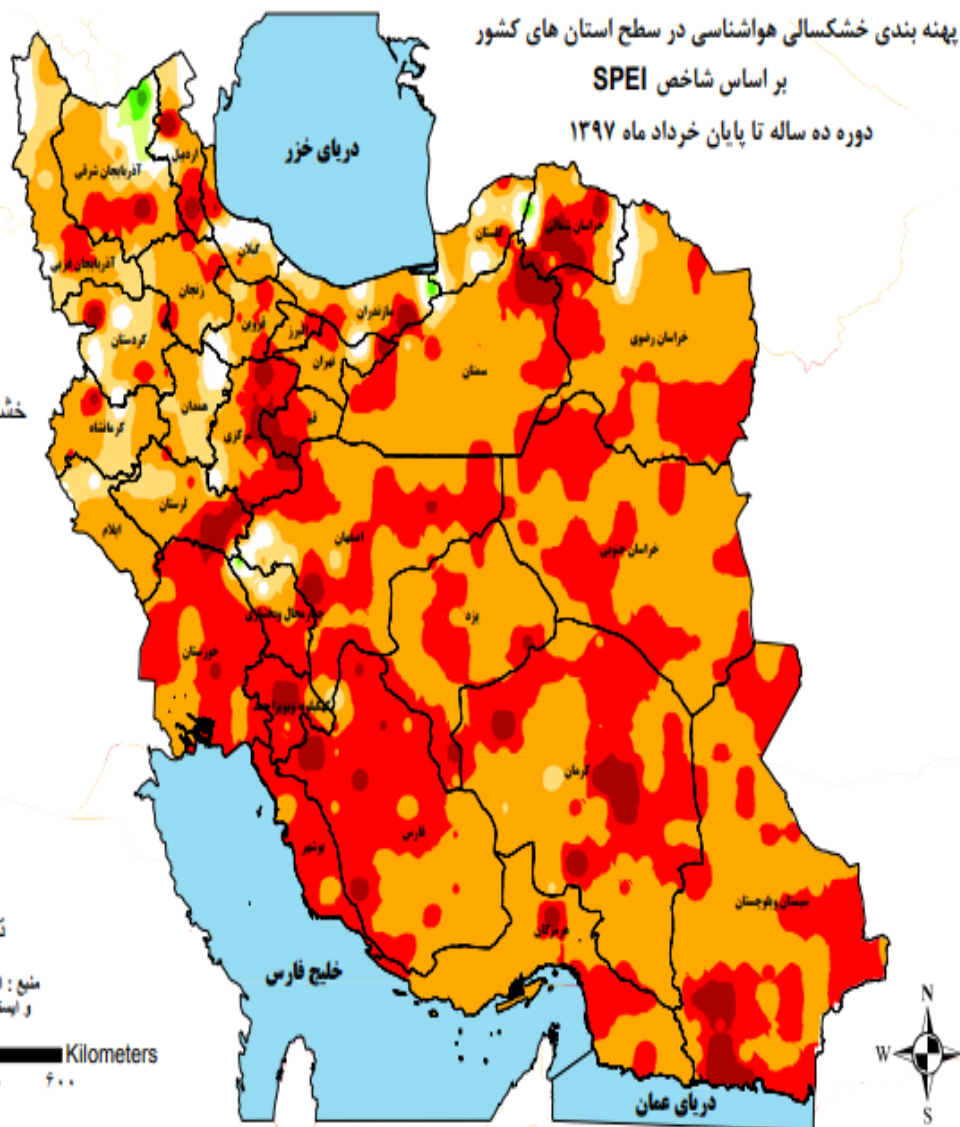 پهنه بندی خشکسالی هواشناسی در سطح استان های کشور
بر اساس شاخص SPEI
دوره ده ساله تا پایان خرداد ماه ۱۳۹۷
دریای خزر
اردبیل
آذربایجان شرقی
آذربایجان غربی
گیلان
زنجان
کردستان
قزوین
البرز
مازندران
تهران
گلستان
خراسان شمالی
خراسان رضوی
سمنان
همدان
کرمانشاه
مرکزی
قم
لرستان
ایلام
اصفهان
خراسان جنوبی
یزد
چهارمحال وبختیاری
خوزستان
کهگیلویه وبویراحمد
کرمان
فارس
بوشهر
سیستان و بلوچستان
هرمزگان
خلیج فارس
دریای عمان
منبع :
Kilometers
۶۰۰
N
W
S